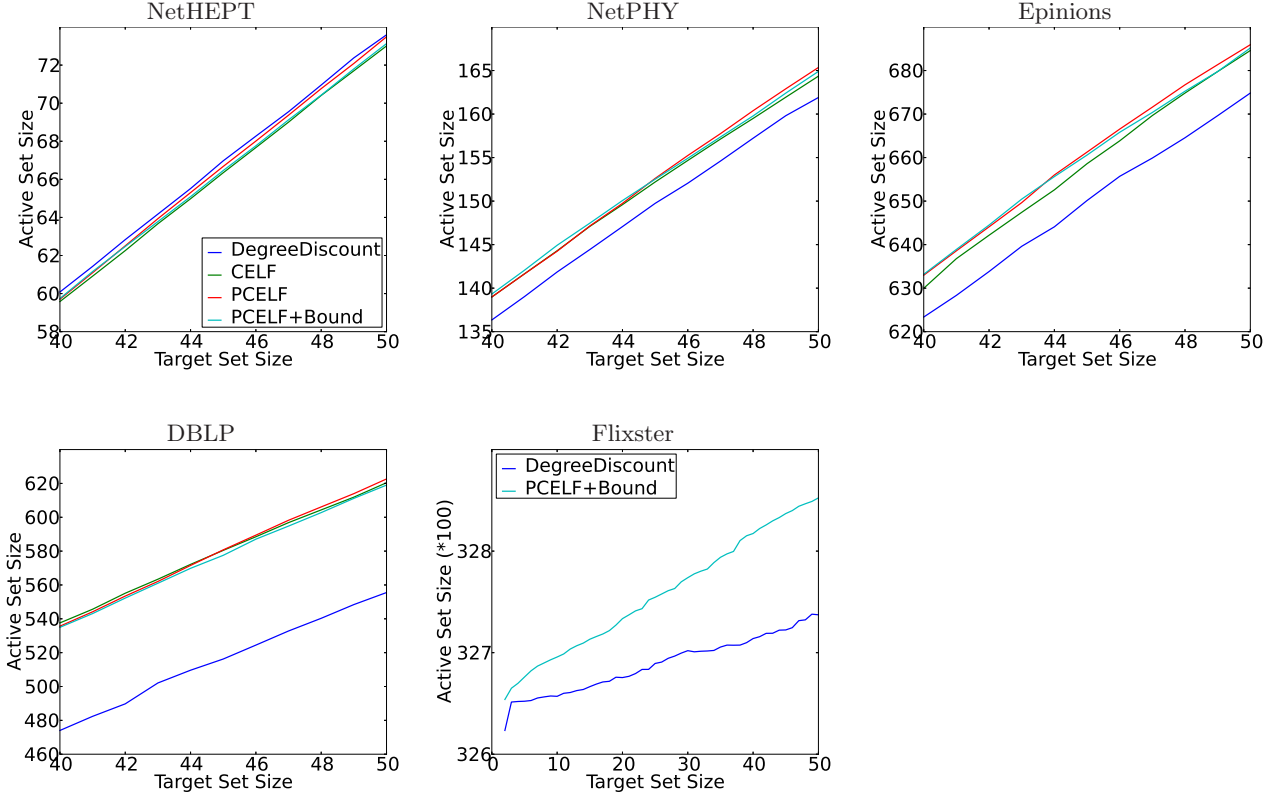 NetHEPT
Active Set Size
72
70
68
66
64
62
60
58
DegreeDiscount
CELF
PCELF
PCELF+Bound
40 42 44 46 48 50
Target Set Size
NetPHY
Active Set Size
165
160
155
150
145
140
135
40 42 44 46 48 50
Target Set Size
Epinions
Active Set Size
680
670
660
650
640
630
620
40 42 44 46 48 50
Target Set Size
DBLP
Active Set Size
620
600
580
560
540
520
500
480
460
40 42 44 46 48 50
Target Set Size
Flixster
DegreeDiscount
PCELF+Bound
Active Set Size (*100)
328
327
326
0 10 20 30 40 50
Target Set Size